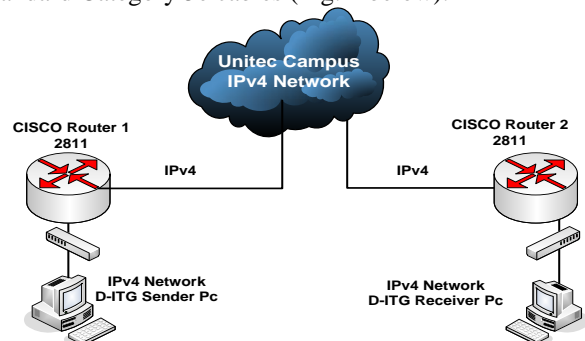 Unitec Campus
IPv4 Network
CISCO Router 1
2811
CISCO Router 2
2811
IPv4
IPv4
IPv4 Network
D-ITG Sender Pc
IPv4 Network
D-ITG Receiver Pc